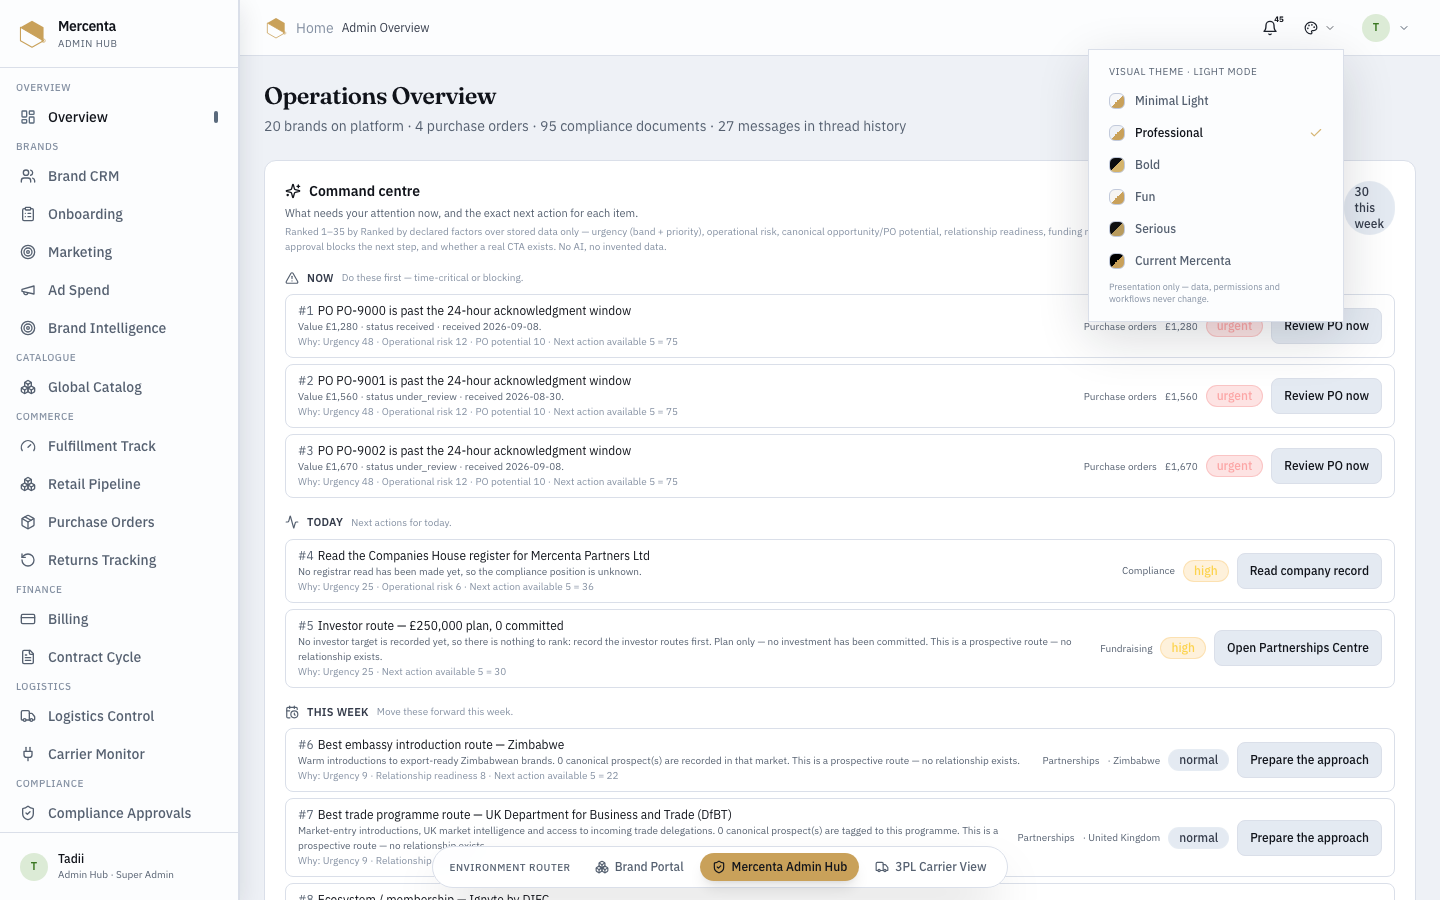 Mercenta
ADMIN HUB
OVERVIEW
Overview
BRANDS
Brand CRM
Onboarding
Marketing
Ad Spend
Brand Intelligence
CATALOGUE
Global Catalog
COMMERCE
Fulfillment Track
Retail Pipeline
Purchase Orders
Returns Tracking
FINANCE
Billing
Contract Cycle
LOGISTICS
Logistics Control
Carrier Monitor
COMPLIANCE
Compliance Approvals
T
Tadii
Admin Hub · Super Admin
Home Admin Overview
45
T
VISUAL THEME · LIGHT MODE
Minimal Light
Professional
Bold
Fun
Serious
Current Mercenta
Presentation only — data, permissions and
workflows never change.
Operations Overview
20 brands on platform · 4 purchase orders · 95 compliance documents · 27 messages in thread history
Command centre
What needs your attention now, and the exact next action for each item.
Ranked 1–35 by Ranked by declared factors over stored data only — urgency (band + priority), operational risk, canonical opportunity/PO potential, relationship readiness, funding
approval blocks the next step, and whether a real CTA exists. No AI, no invented data.
30
this
week
NOW Do these first — time-critical or blocking.
#1 PO PO-9000 is past the 24-hour acknowledgment window
Value £1,280 · status received · received 2026-09-08.
Why: Urgency 48 · Operational risk 12 · PO potential 10 · Next action available 5 = 75
Purchase orders £1,280 urgent Review PO now
#2 PO PO-9001 is past the 24-hour acknowledgment window
Value £1,560 · status under_review · received 2026-08-30.
Why: Urgency 48 · Operational risk 12 · PO potential 10 · Next action available 5 = 75
Purchase orders £1,560 urgent Review PO now
#3 PO PO-9002 is past the 24-hour acknowledgment window
Value £1,670 · status under_review · received 2026-09-08.
Why: Urgency 48 · Operational risk 12 · PO potential 10 · Next action available 5 = 75
Purchase orders £1,670 urgent Review PO now
TODAY Next actions for today.
#4 Read the Companies House register for Mercenta Partners Ltd
No registrar read has been made yet, so the compliance position is unknown.
Why: Urgency 25 · Operational risk 6 · Next action available 5 = 36
Compliance high Read company record
#5 Investor route — £250,000 plan, 0 committed
No investor target is recorded yet, so there is nothing to rank: record the investor routes first. Plan only — no investment has been committed. This is a prospective route — no
relationship exists.
Why: Urgency 25 · Next action available 5 = 30
Fundraising high Open Partnerships Centre
THIS WEEK Move these forward this week.
#6 Best embassy introduction route — Zimbabwe
Warm introductions to export-ready Zimbabwean brands. 0 canonical prospect(s) are recorded in that market. This is a prospective route — no relationship exists.
Why: Urgency 9 · Relationship readiness 8 · Next action available 5 = 22
Partnerships · Zimbabwe normal Prepare the approach
#7 Best trade programme route — UK Department for Business and Trade (DfBT)
Market-entry introductions, UK market intelligence and access to incoming trade delegations. 0 canonical prospect(s) are tagged to this programme. This is a
prospective route — no relationship exists.
Why: Urgency 9 · Relationship
Partnerships · United Kingdom normal Prepare the approach
#8 Ecosystem / membership — Ignyte by DIFC
ENVIRONMENT ROUTER Brand Portal Mercenta Admin Hub 3PL Carrier View